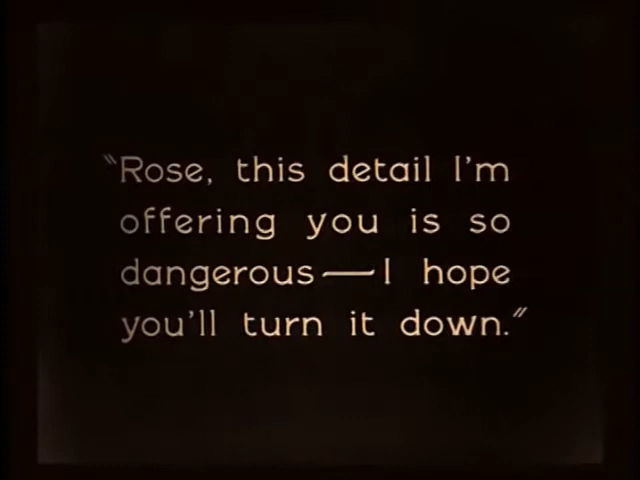 "Rose, this detail I'm
offering you is so
dangerous—I hope
you'll turn it down."